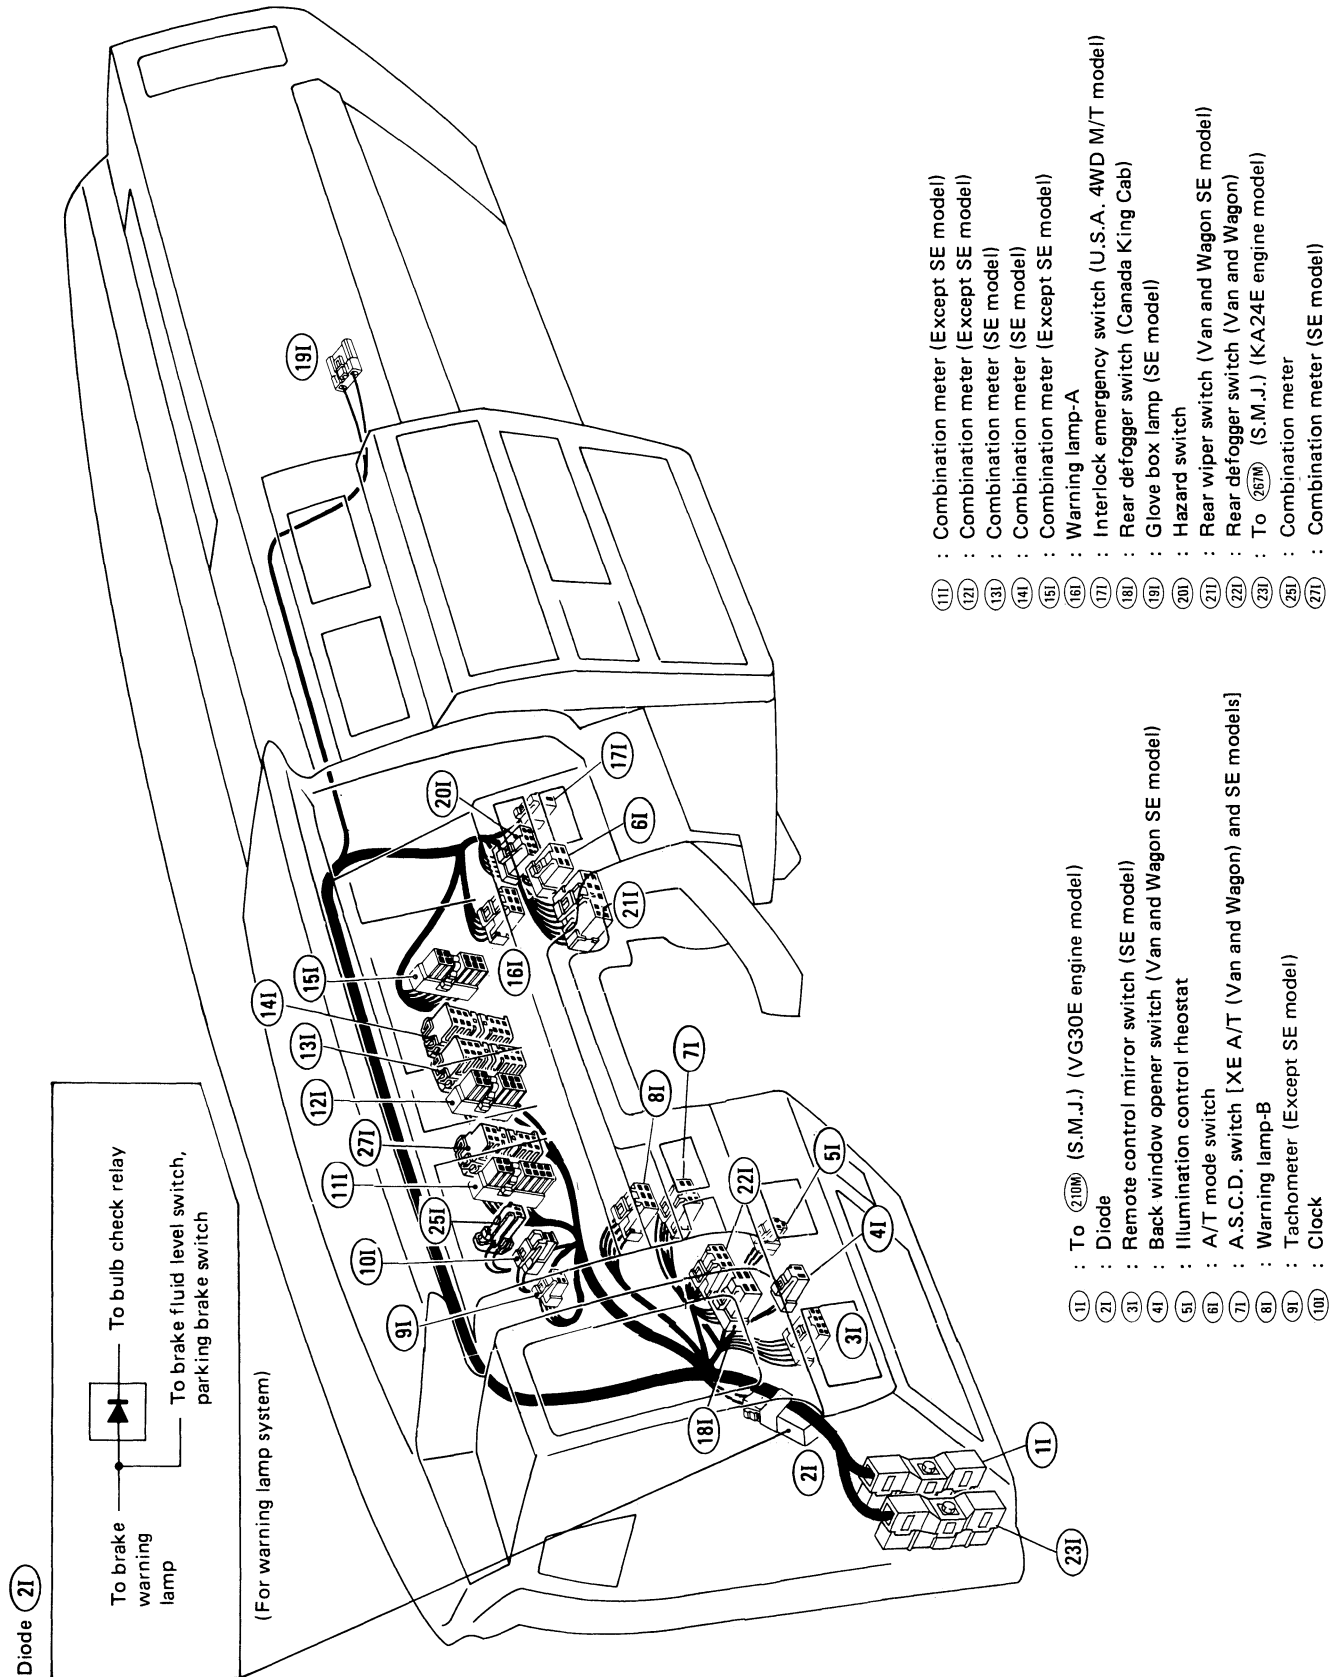 Diode 2I
To brake
warning
lamp
To bulb check relay
To brake fluid level switch,
parking brake switch
(For warning lamp system)
19I
20I
17I
6I
21I
16I
15I
14I
13I
12I
27I
11I
25I
10I
9I
8I
7I
5I
22I
4I
3I
18I
2I
1I
23I
1I : To 210M (S.M.J.) (VG30E engine model)
2I : Diode
3I : Remote control mirror switch (SE model)
4I : Back window opener switch (Van and Wagon SE model)
5I : Illumination control rheostat
6I : A/T mode switch
7I : A.S.C.D. switch [XE A/T (Van and Wagon) and SE models]
8I : Warning lamp-B
9I : Tachometer (Except SE model)
10I : Clock
11I : Combination meter (Except SE model)
12I : Combination meter (Except SE model)
13I : Combination meter (SE model)
14I : Combination meter (SE model)
15I : Combination meter (Except SE model)
16I : Warning lamp-A
17I : Interlock emergency switch (U.S.A. 4WD M/T model)
18I : Rear defogger switch (Canada King Cab)
19I : Glove box lamp (SE model)
20I : Hazard switch
21I : Rear wiper switch (Van and Wagon SE model)
22I : Rear defogger switch (Van and Wagon)
23I : To 267M (S.M.J.) (KA24E engine model)
25I : Combination meter
27I : Combination meter (SE model)